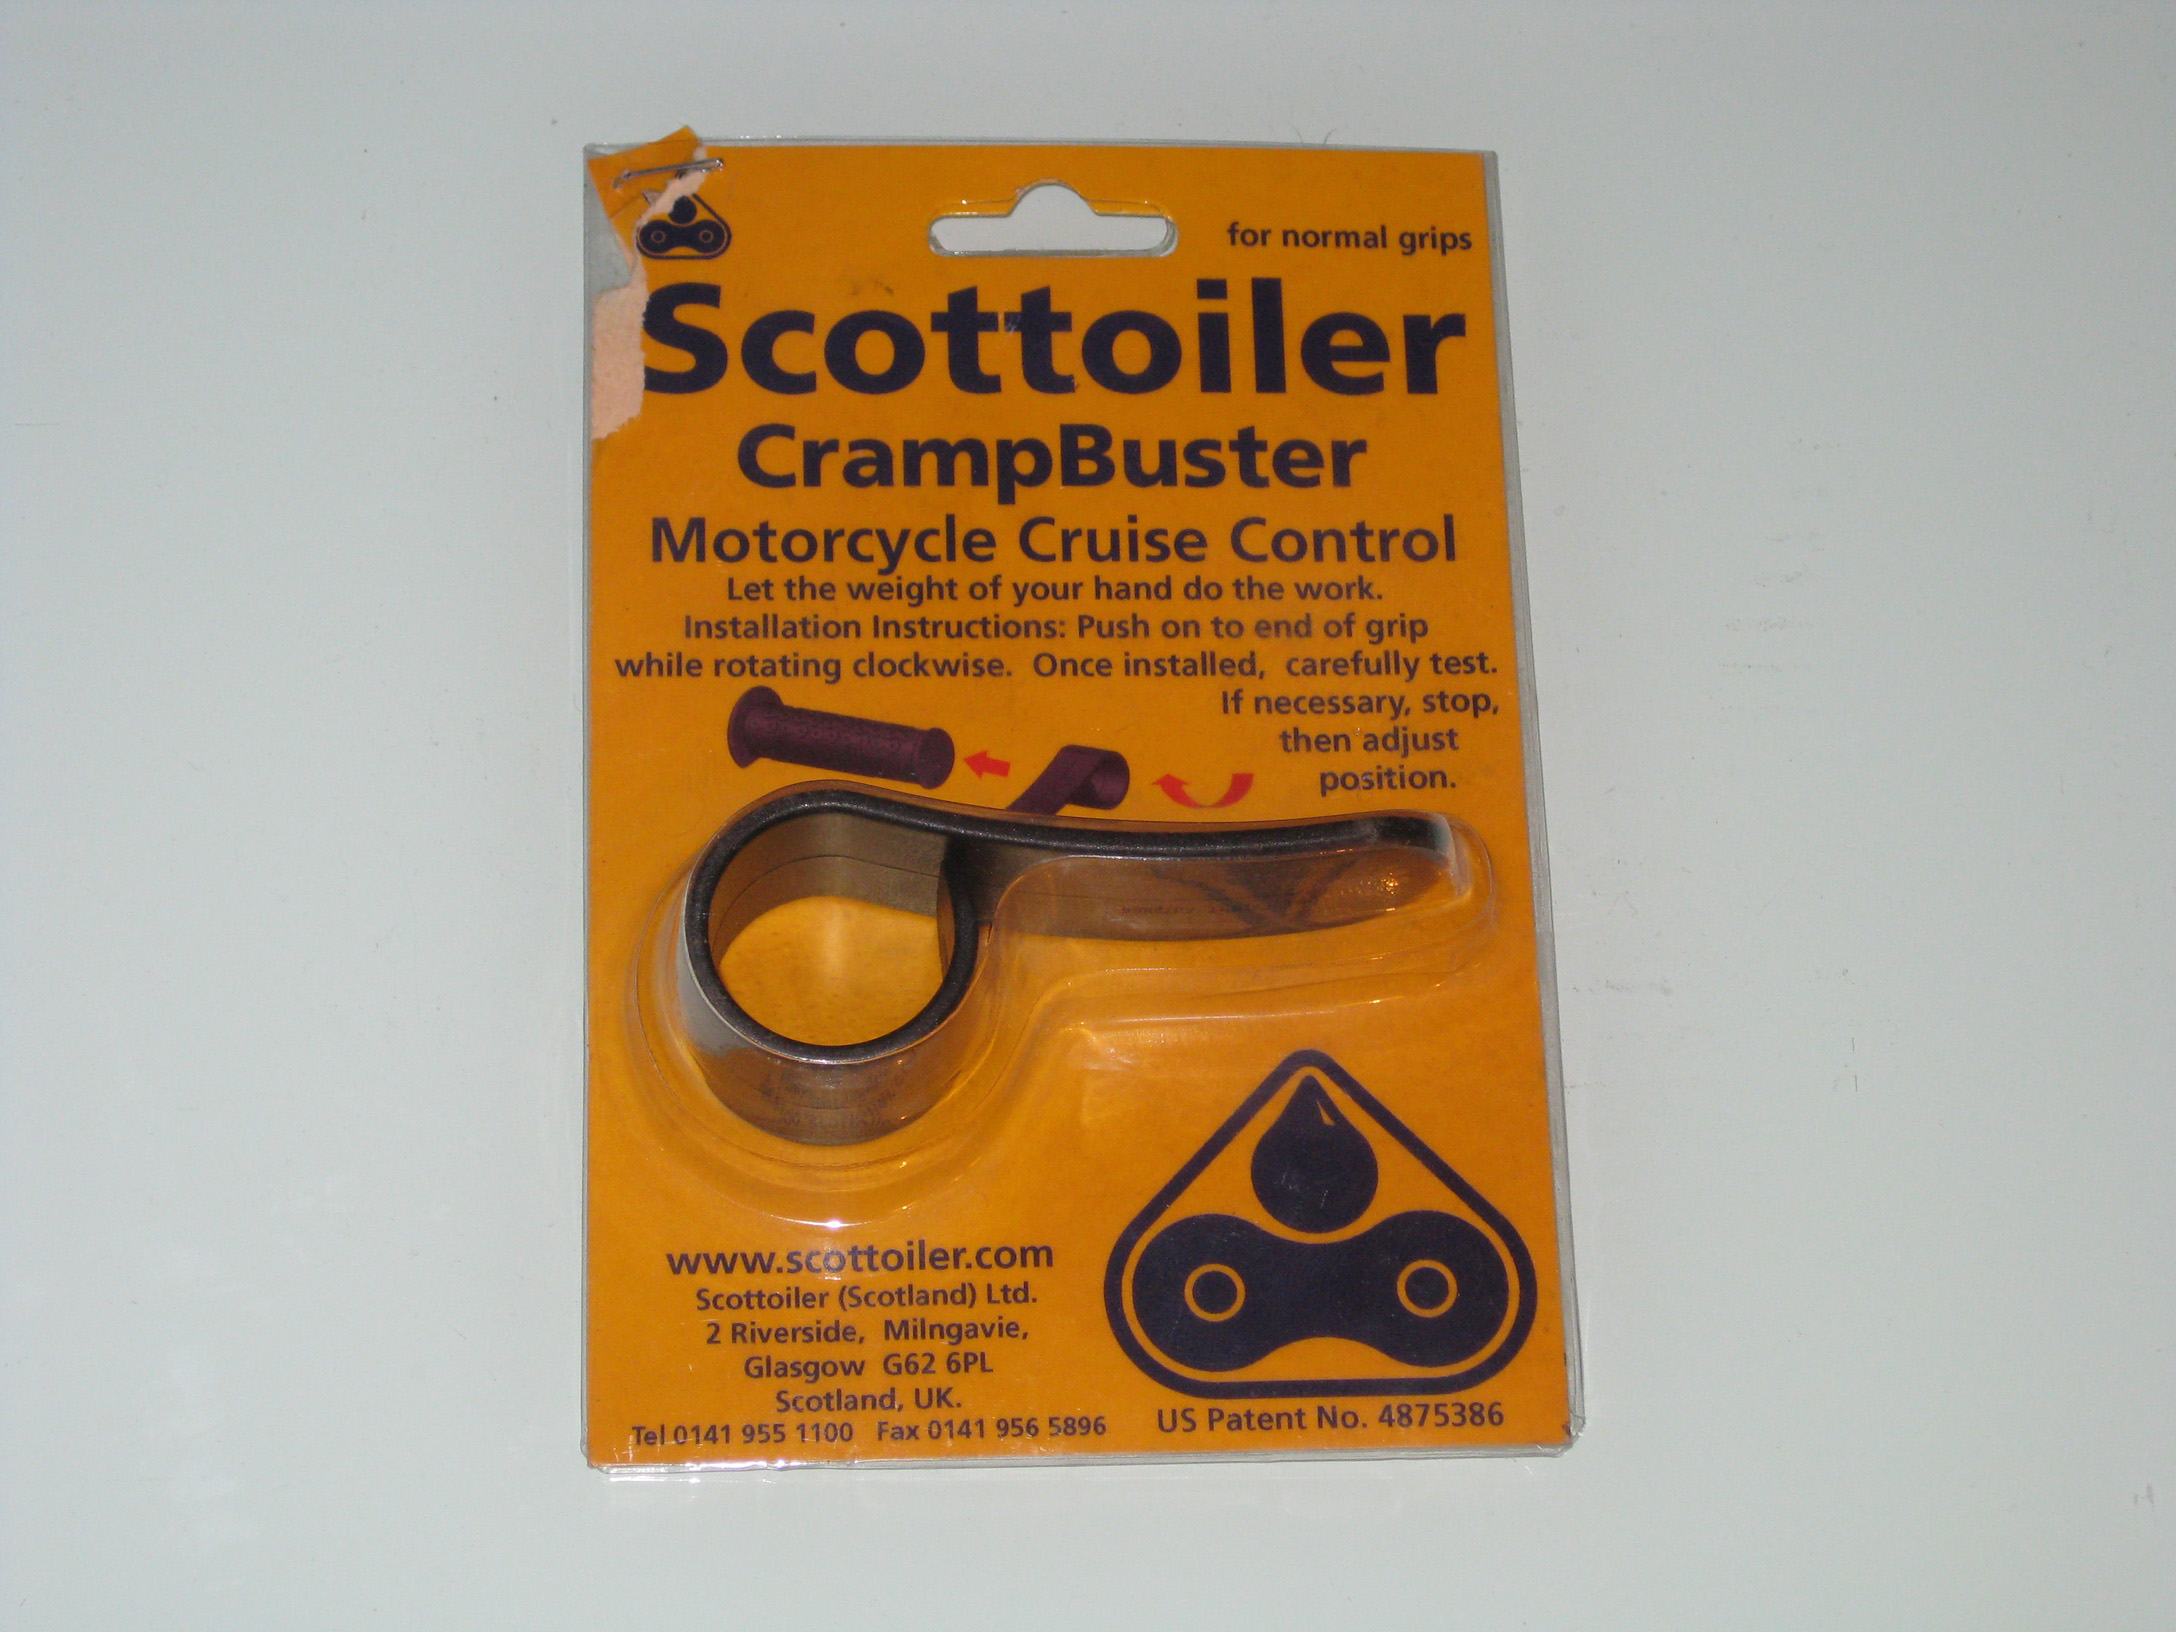 for normal grips
Scottoiler
CrampBuster
Motorcycle Cruise Control
Let the weight of your hand do the work.
Installation Instructions: Push on to end of grip
while rotating clockwise. Once installed, carefully test.
If necessary, stop,
then adjust
position.
www.scottoiler.com
Scottoiler (Scotland) Ltd.
2 Riverside, Milngavie,
Glasgow G62 6PL
Scotland, UK.
Tel 0141 955 1100 Fax 0141 956 5896
US Patent No. 4875386